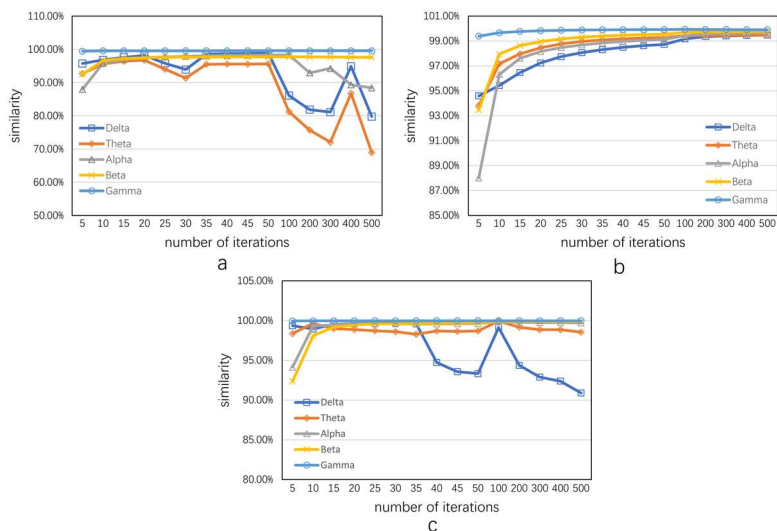 110.00%
100.00%
90.00%
80.00%
70.00%
60.00%
50.00%
similarity
Delta
Theta
Alpha
Beta
Gamma
5 10 15 20 25 30 35 40 45 50 100 200 300 400 500
number of iterations
a
101.00%
99.00%
97.00%
95.00%
93.00%
91.00%
89.00%
87.00%
85.00%
similarity
Delta
Theta
Alpha
Beta
Gamma
5 10 15 20 25 30 35 40 45 50 100 200 300 400 500
number of iterations
b
105.00%
100.00%
95.00%
90.00%
85.00%
80.00%
similarity
Delta
Theta
Alpha
Beta
Gamma
5 10 15 20 25 30 35 40 45 50 100 200 300 400 500
number of iterations
c